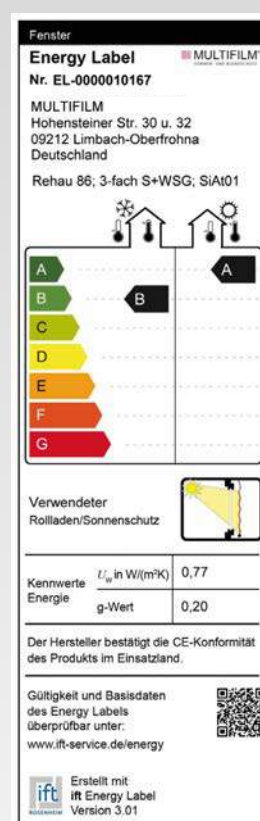 Fenster
Energy Label
MULTIFILM
Nr. EL-0000010167
MULTIFILM
Hohensteiner Str. 30 u. 32
09212 Limbach-Oberfrohna
Deutschland
Rehau 86; 3-fach S+WSG; SiAt01
A
A
B
B
C
D
E
F
G
Verwendeter
Rollladen/Sonnenschutz
Kennwerte
Energie
Uw in W/(m²K)
0,77
g-Wert
0,20
Der Hersteller bestätigt die CE-Konformität
des Produkts im Einsatzland.
Gültigkeit und Basisdaten
des Energy Labels
überprüfbar unter:
www.ift-service.de/energy
ift
ROSENHEIM
Erstellt mit
ift Energy Label
Version 3.01